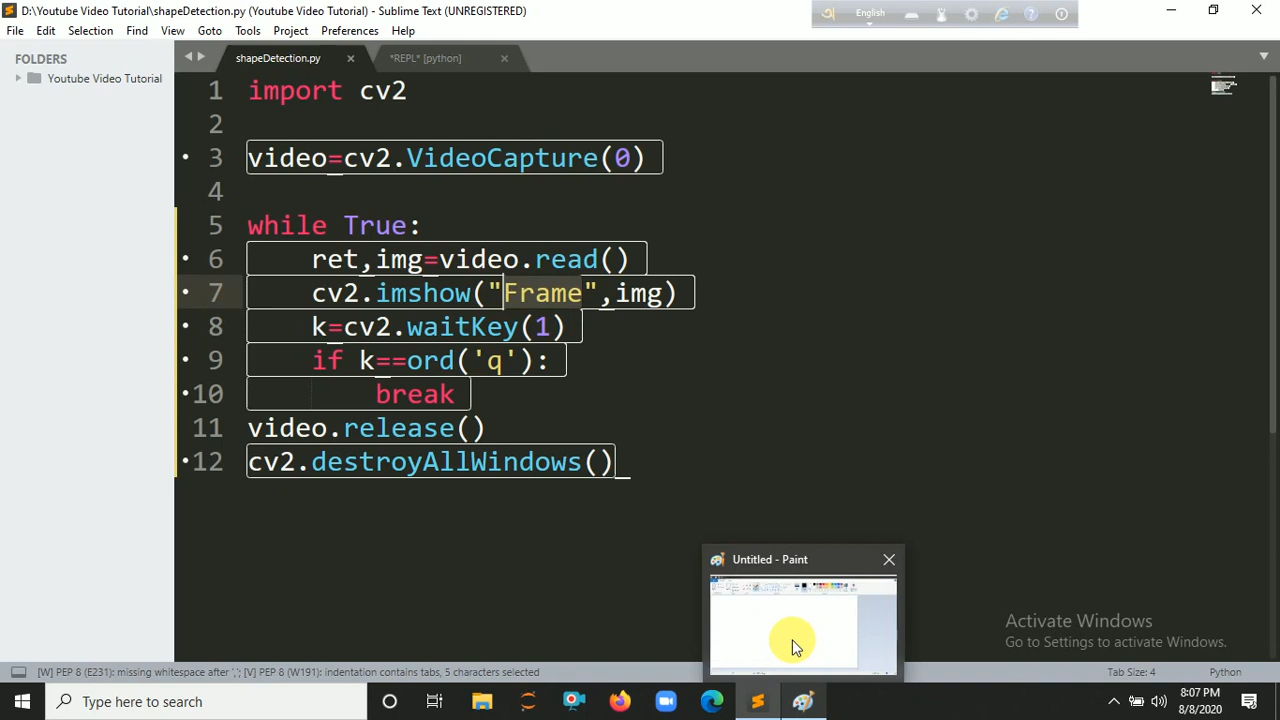 D:\Youtube Video Tutorial\shapeDetection.py (Youtube Video Tutorial) - Sublime Text (UNREGISTERED)
English
File Edit Selection Find View Goto Tools Project Preferences Help
FOLDERS
Youtube Video Tutorial
shapeDetection.py
*REPL* [python]
1 import cv2
2
3 video=cv2.VideoCapture(0)
4
5 while True:
6 ret,img=video.read()
7 cv2.imshow("Frame",img)
8 k=cv2.waitKey(1)
9 if k==ord('q'):
10 break
11 video.release()
12 cv2.destroyAllWindows()
Untitled - Paint
Activate Windows
Go to Settings to activate Windows.
[W] PEP 8 (E231): missing whitespace after ','; [V] PEP 8 (W191): indentation contains tabs, 5 characters selected
Tab Size: 4
Python
Type here to search
8:07 PM
8/8/2020